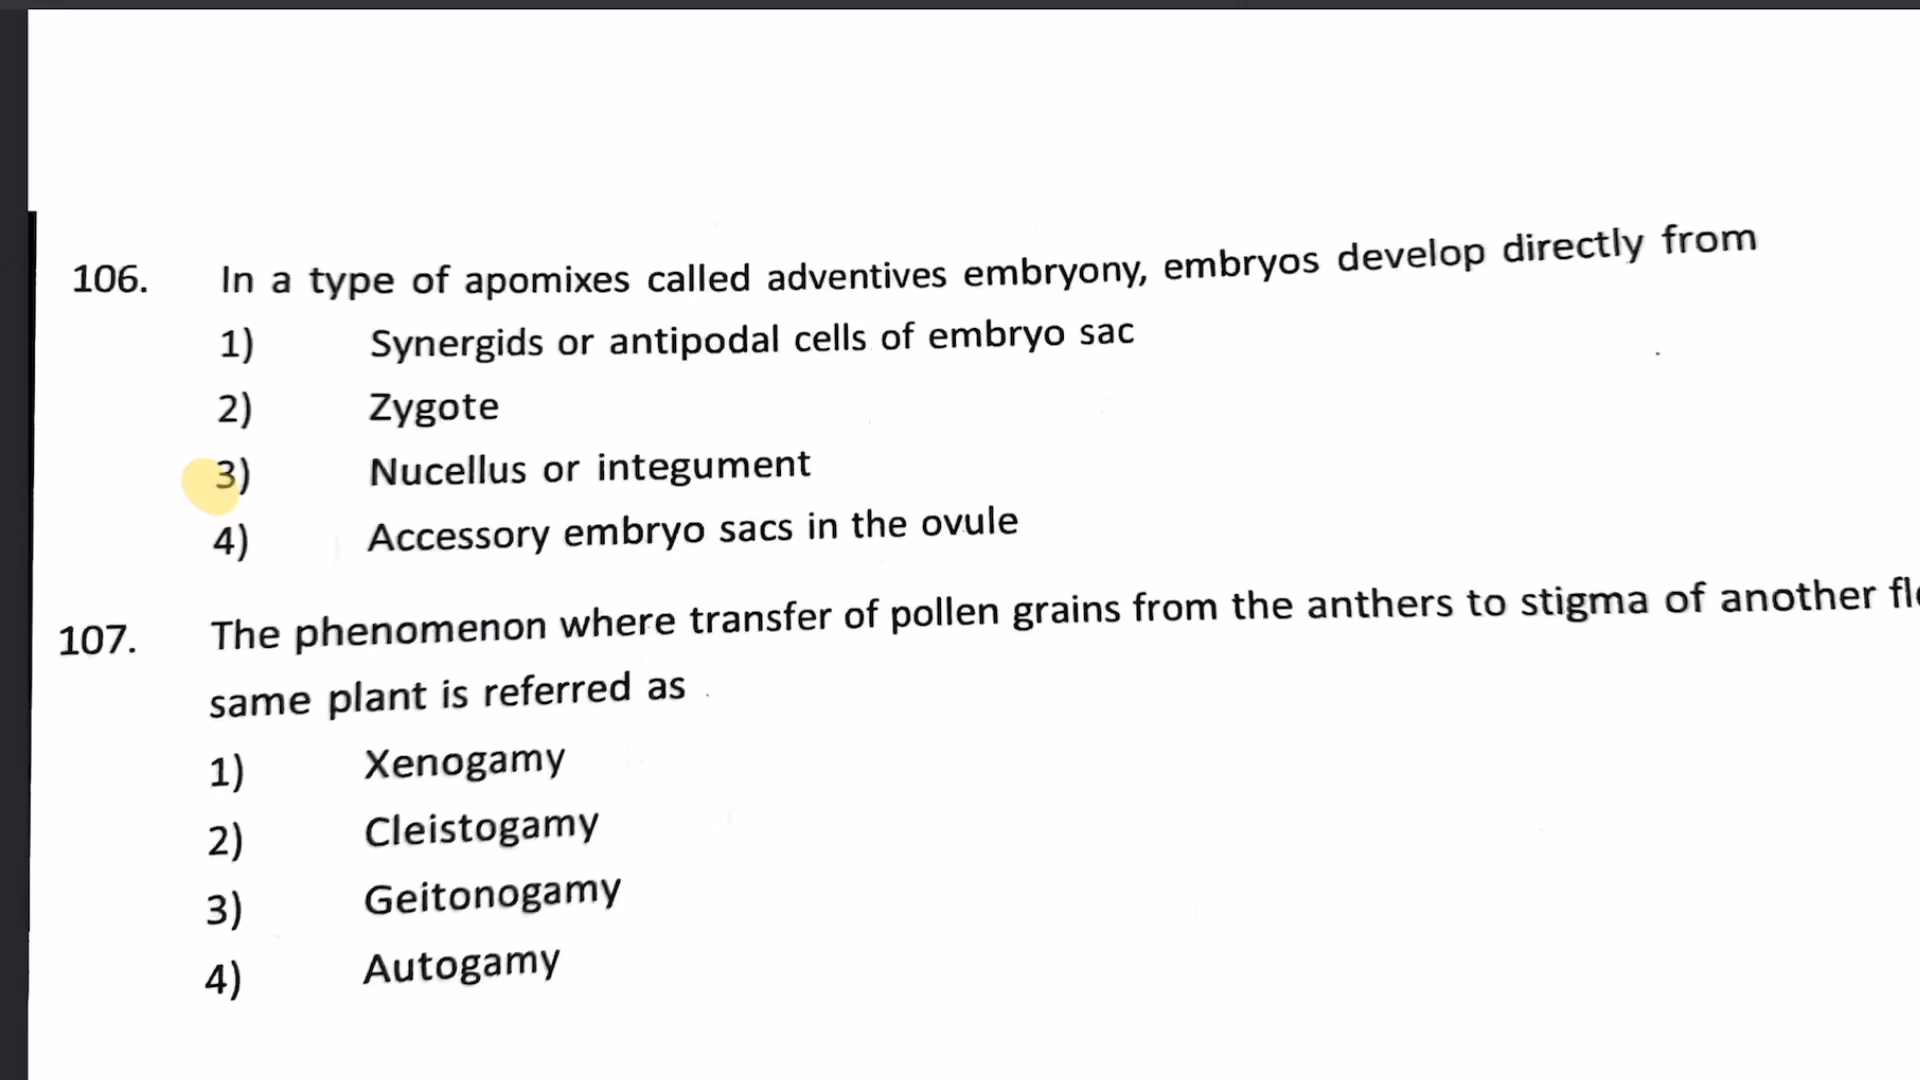 106. In a type of apomixes called adventives embryony, embryos develop directly from
1) Synergids or antipodal cells of embryo sac
2) Zygote
3) Nucellus or integument
4) Accessory embryo sacs in the ovule
107. The phenomenon where transfer of pollen grains from the anthers to stigma of another
same plant is referred as
1) Xenogamy
2) Cleistogamy
3) Geitonogamy
4) Autogamy